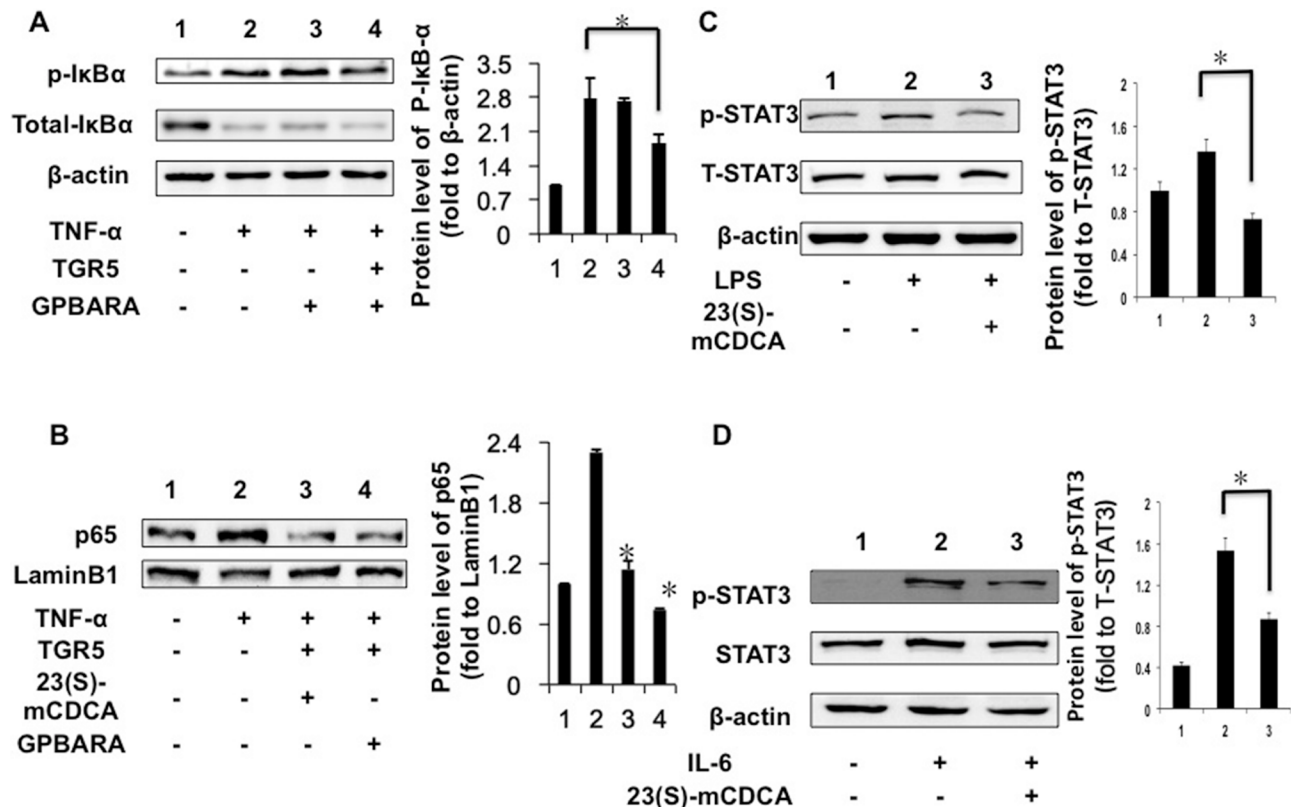 A
1 2 3 4
p-IκBα
Total-IκBα
β-actin
TNF-α - + + +
TGR5 - - - +
GPBARA - - + +
Protein level of P-IκB-α
(fold to β-actin)
3.5
2.8
2.1
1.4
0.7
0
*
1 2 3 4
C
1 2 3
p-STAT3
T-STAT3
β-actin
LPS - + +
23(S)-
mCDCA - - +
Protein level of p-STAT3
(fold to T-STAT3)
2
1.6
1.2
0.8
0.4
0
*
1 2 3
B
1 2 3 4
p65
LaminB1
TNF-α - + + +
TGR5 - - + +
23(S)-
mCDCA - - + -
GPBARA - - - +
Protein level of p65
(fold to LaminB1)
2.4
1.8
1.2
0.6
0
*
*
1 2 3 4
D
1 2 3
p-STAT3
STAT3
β-actin
IL-6 - + +
23(S)-mCDCA - - +
Protein level of p-STAT3
(fold to T-STAT3)
2
1.6
1.2
0.8
0.4
0
*
1 2 3